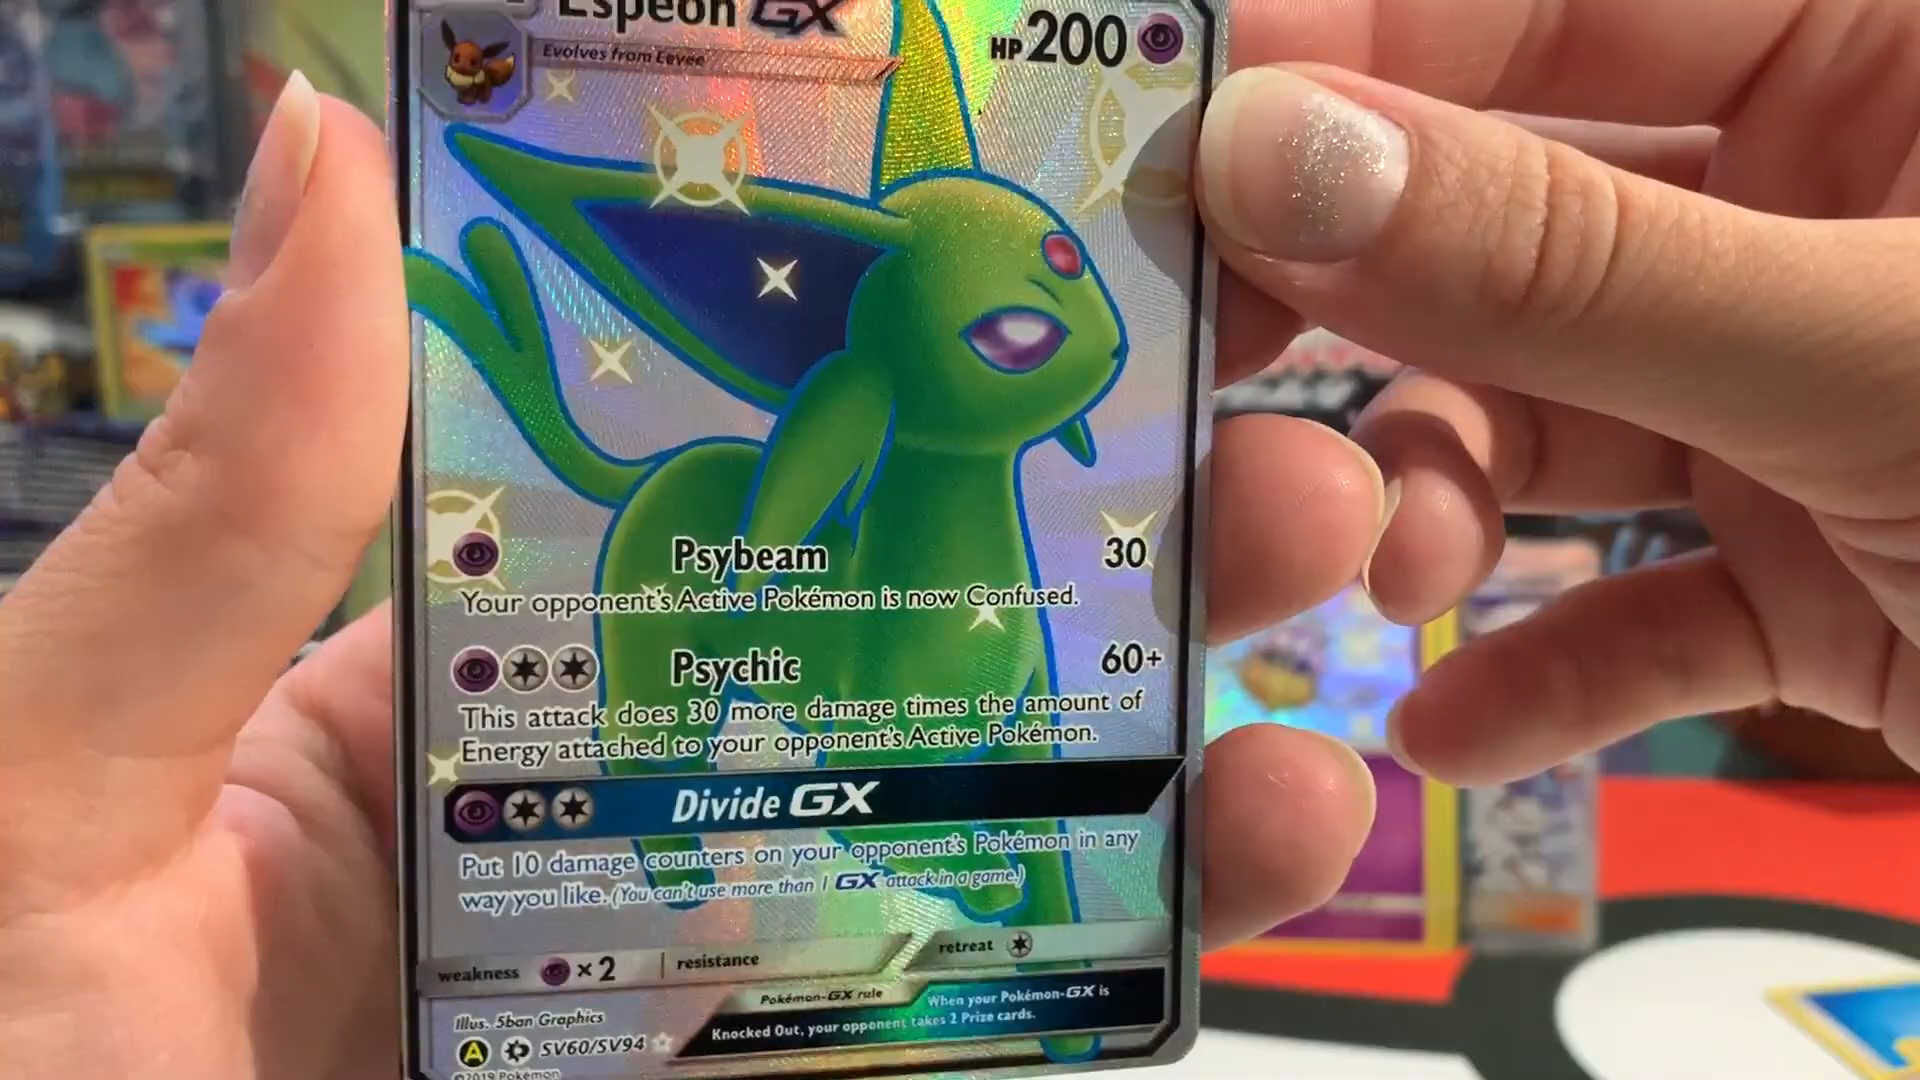 Espeon GX
HP 200
Evolves from Eevee
Psybeam 30
Your opponent's Active Pokémon is now Confused.
Psychic 60+
This attack does 30 more damage times the amount of
Energy attached to your opponent's Active Pokémon.
Divide GX
Put 10 damage counters on your opponent's Pokémon in any
way you like. (You can't use more than 1 GX attack in a game.)
weakness ×2 resistance retreat
Pokémon-GX rule When your Pokémon-GX is
Knocked Out, your opponent takes 2 Prize cards.
Illus. 5ban Graphics
A SV60/SV94
©2019 Pokémon